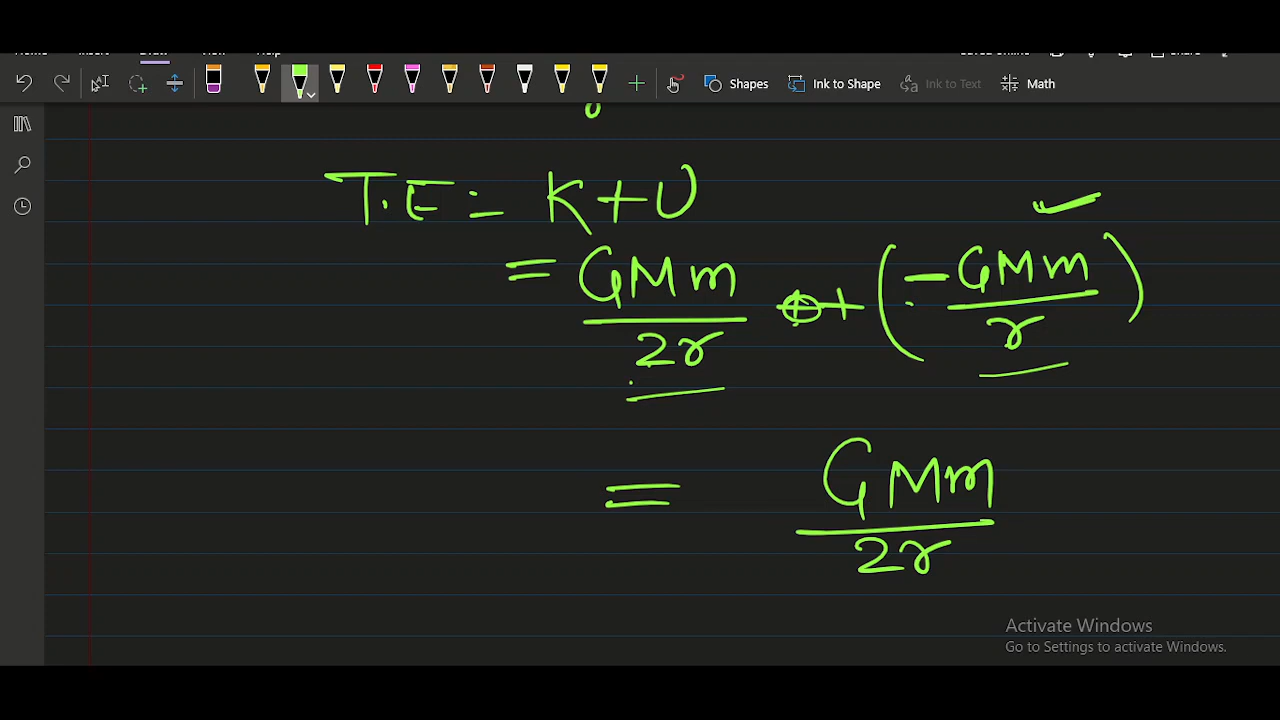 Shapes Ink to Shape Ink to Text Math
T.E = K+U
= GMm/2r + (-GMm/r)
= GMm/2r
Activate Windows
Go to Settings to activate Windows.